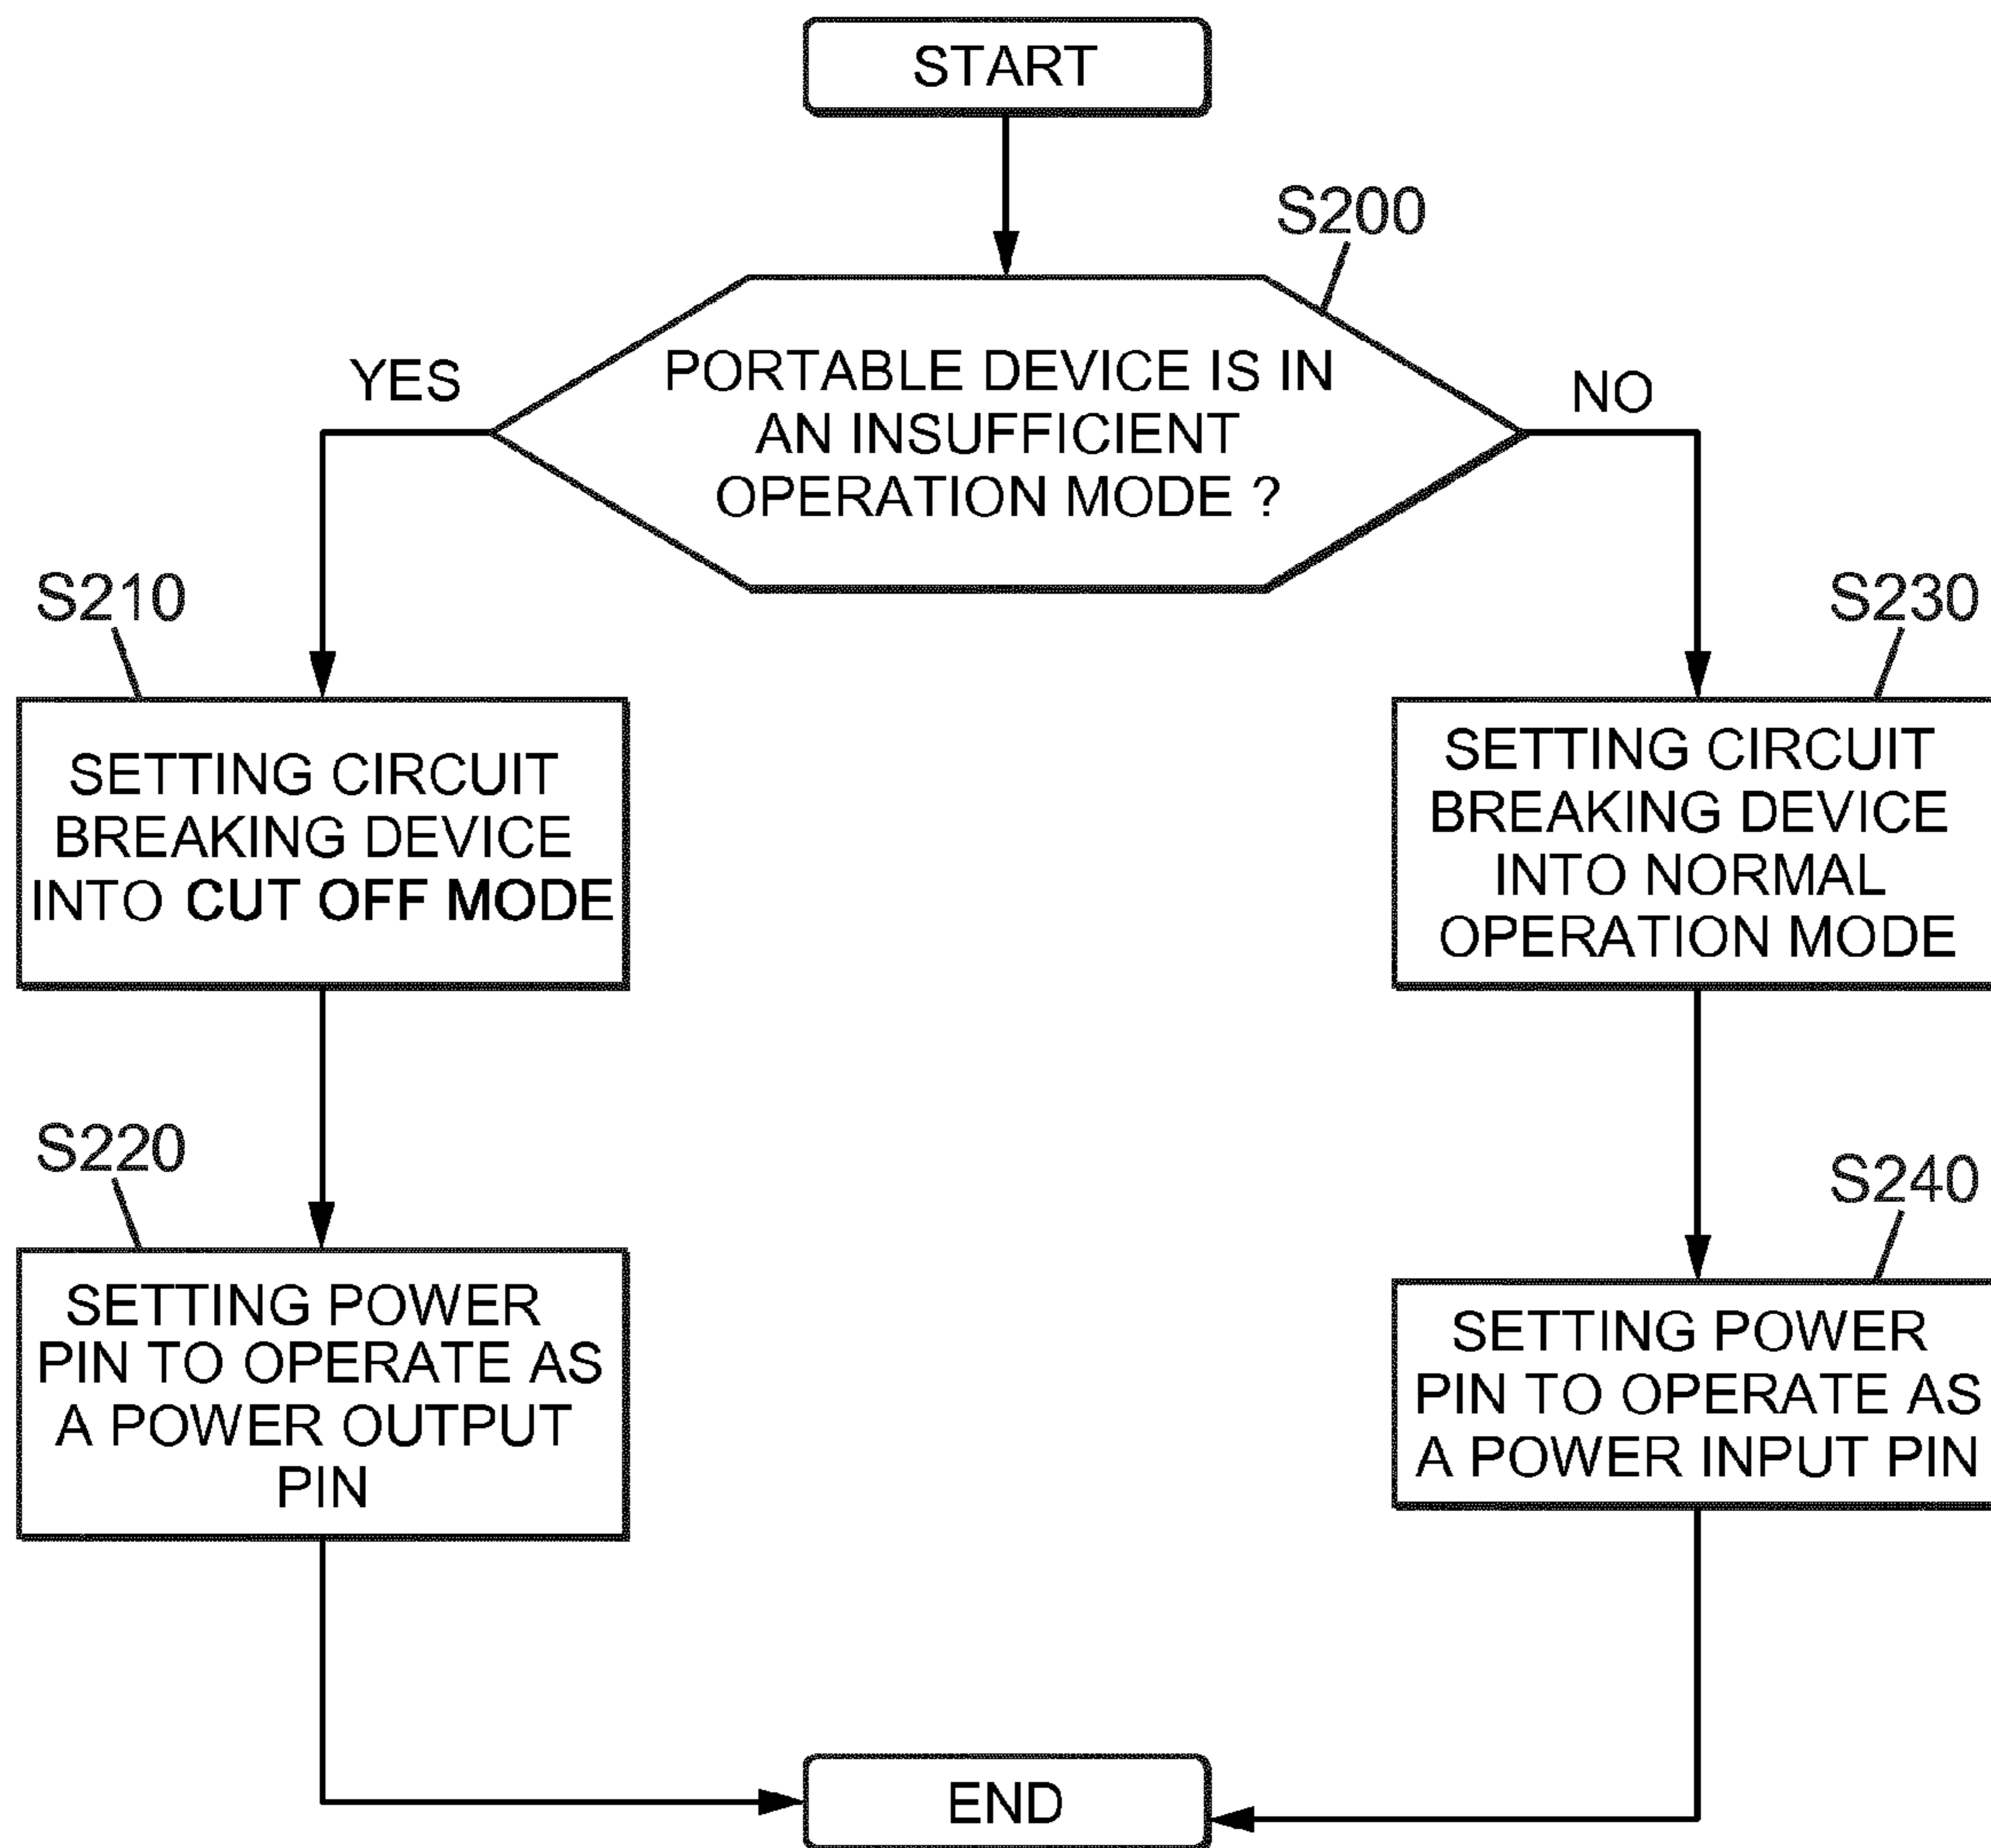 START
S200
PORTABLE DEVICE IS IN
AN INSUFFICIENT
OPERATION MODE ?
YES
NO
S210
SETTING CIRCUIT
BREAKING DEVICE
INTO CUT OFF MODE
S230
SETTING CIRCUIT
BREAKING DEVICE
INTO NORMAL
OPERATION MODE
S220
SETTING POWER
PIN TO OPERATE AS
A POWER OUTPUT
PIN
S240
SETTING POWER
PIN TO OPERATE AS
A POWER INPUT PIN
END